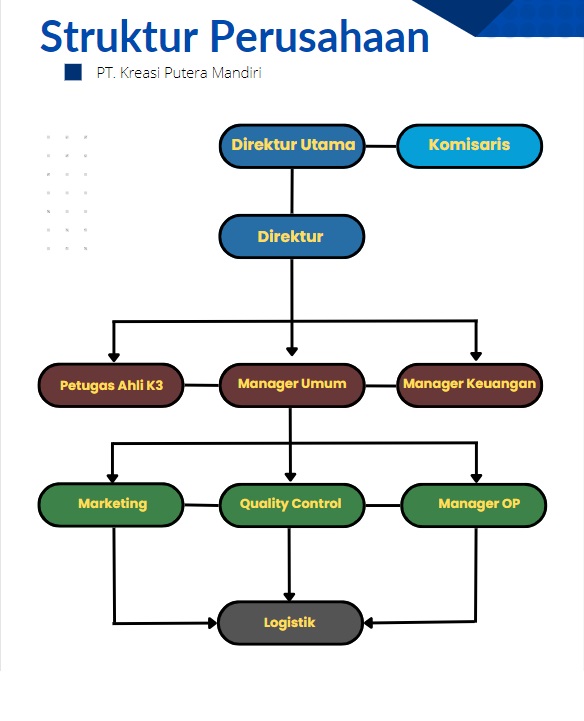 Struktur Perusahaan
PT. Kreasi Putera Mandiri
Direktur Utama
Komisaris
Direktur
Petugas Ahli K3
Manager Umum
Manager Keuangan
Marketing
Quality Control
Manager OP
Logistik